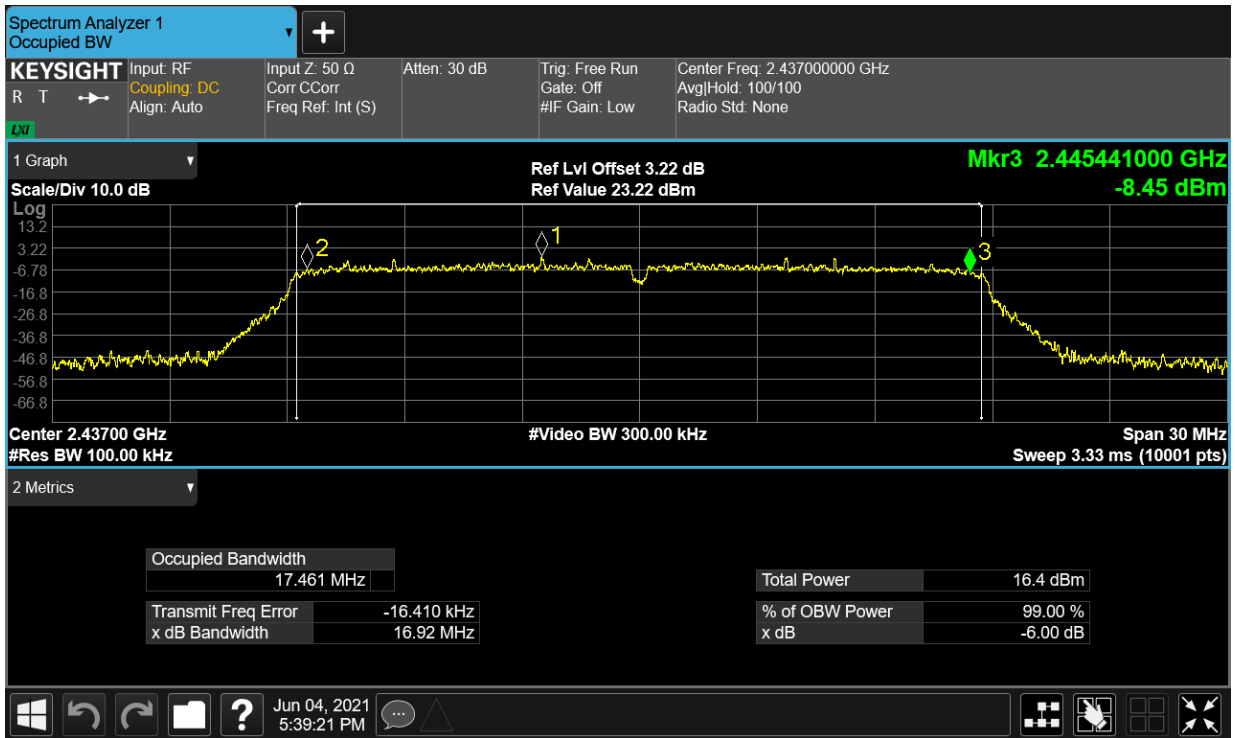 Spectrum Analyzer 1
Occupied BW
▼
+
KEYSIGHT
R T
LXI
Input: RF
Coupling: DC
Align: Auto
Input Z: 50 Ω
Corr CCorr
Freq Ref: Int (S)
Atten: 30 dB
Trig: Free Run
Gate: Off
#IF Gain: Low
Center Freq: 2.437000000 GHz
Avg|Hold: 100/100
Radio Std: None
1 Graph ▼
Scale/Div 10.0 dB
Ref Lvl Offset 3.22 dB
Ref Value 23.22 dBm
Mkr3 2.445441000 GHz
-8.45 dBm
Log
13.2
3.22
-6.78
-16.8
-26.8
-36.8
-46.8
-56.8
-66.8
2
1
3
Center 2.43700 GHz
#Video BW 300.00 kHz
Span 30 MHz
#Res BW 100.00 kHz
Sweep 3.33 ms (10001 pts)
2 Metrics ▼
Occupied Bandwidth
17.461 MHz
Transmit Freq Error -16.410 kHz
x dB Bandwidth 16.92 MHz
Total Power 16.4 dBm
% of OBW Power 99.00 %
x dB -6.00 dB
?
Jun 04, 2021
5:39:21 PM